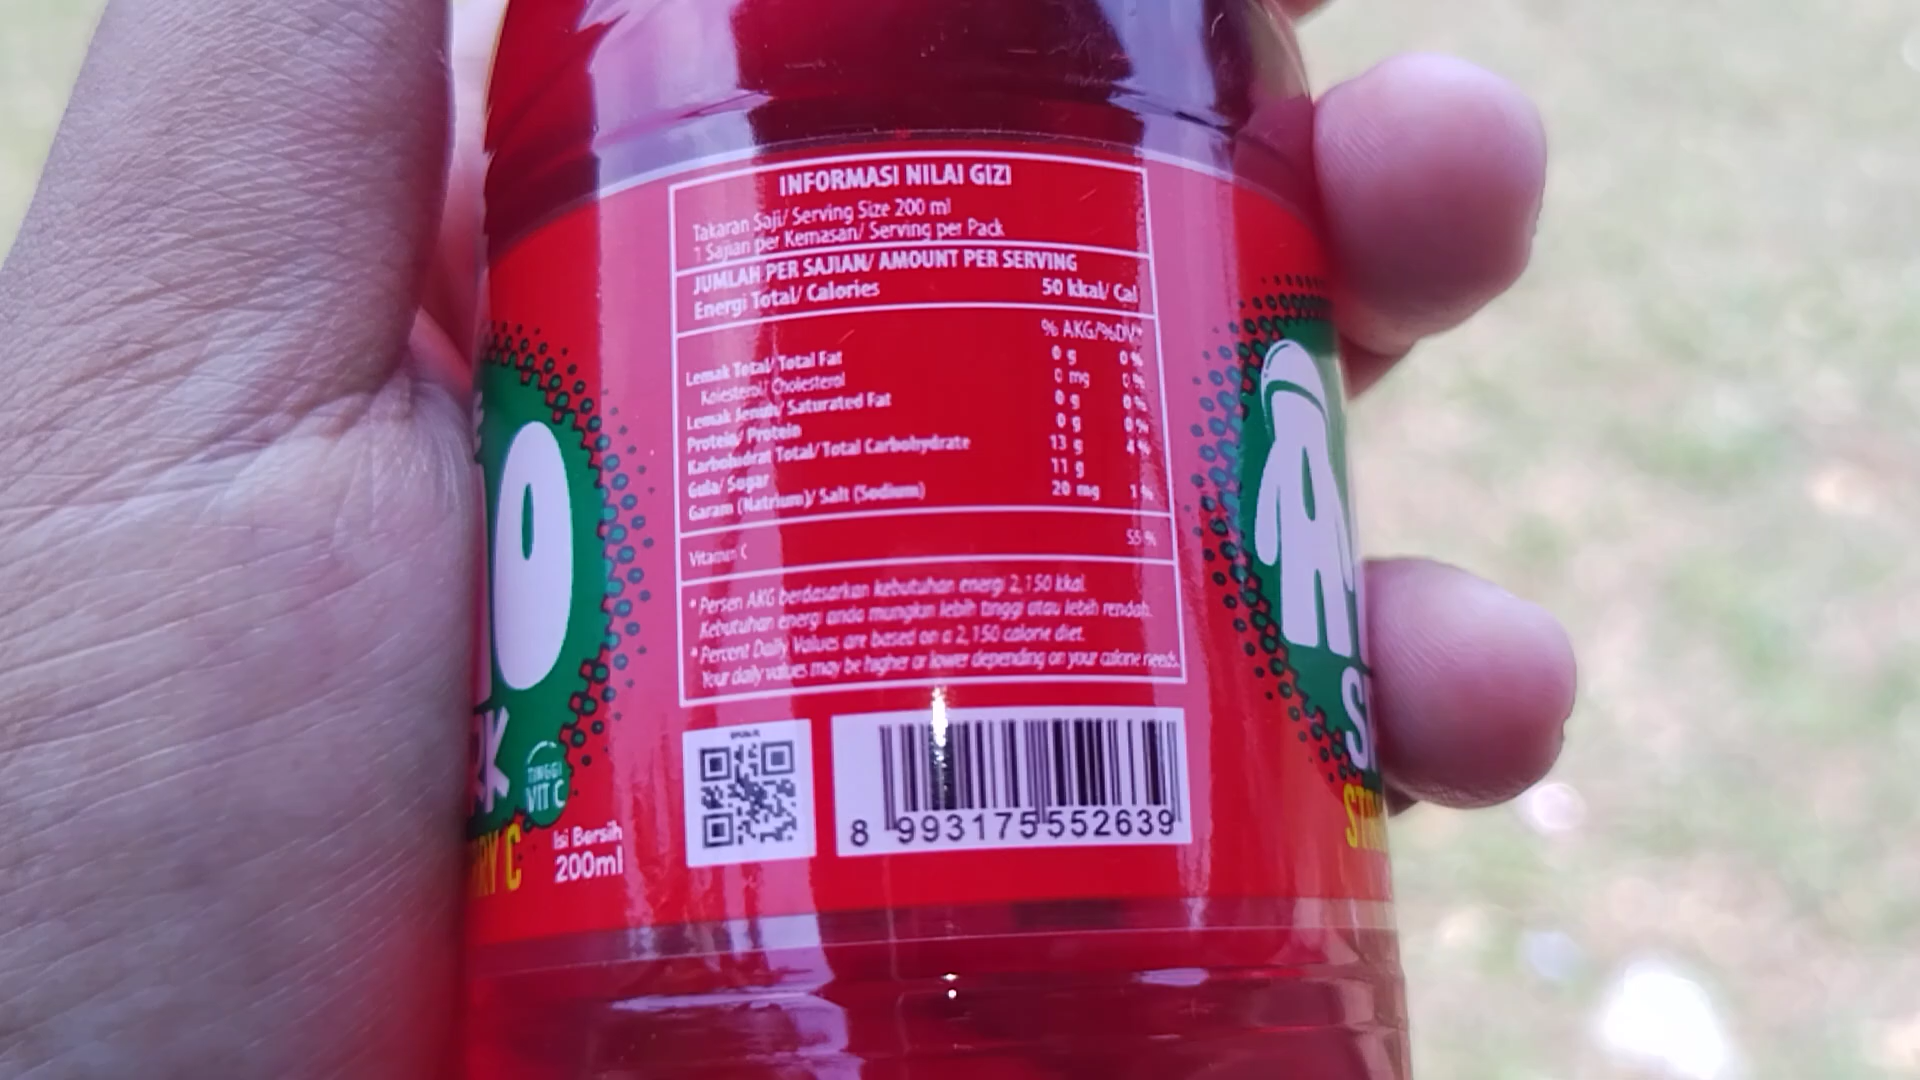 INFORMASI NILAI GIZI
Takaran Saji/ Serving Size 200 ml
1 Sajian per Kemasan/ Serving per Pack
JUMLAH PER SAJIAN/ AMOUNT PER SERVING
Energi Total/ Calories 50 kkal/ Cal
% AKG/%DV*
Lemak Total/ Total Fat 0 g 0 %
Kolesterol/ Cholesterol 0 mg 0 %
Lemak Jenuh/ Saturated Fat 0 g 0 %
Protein/ Protein 0 g 0 %
Karbohidrat Total/ Total Carbohydrate 13 g 4 %
Gula/ Sugar 11 g
Garam (Natrium)/ Salt (Sodium) 20 mg 1 %
Vitamin C 55 %
* Persen AKG berdasarkan kebutuhan energi 2.150 kkal.
Kebutuhan energi anda mungkin lebih tinggi atau lebih rendah.
* Percent Daily Values are based on a 2,150 calorie diet.
Your daily values may be higher or lower depending on your calorie needs.
8 993175 552639
O
RK
TINGGI
VIT C
RY C
Isi Bersih
200ml
A
S
ST